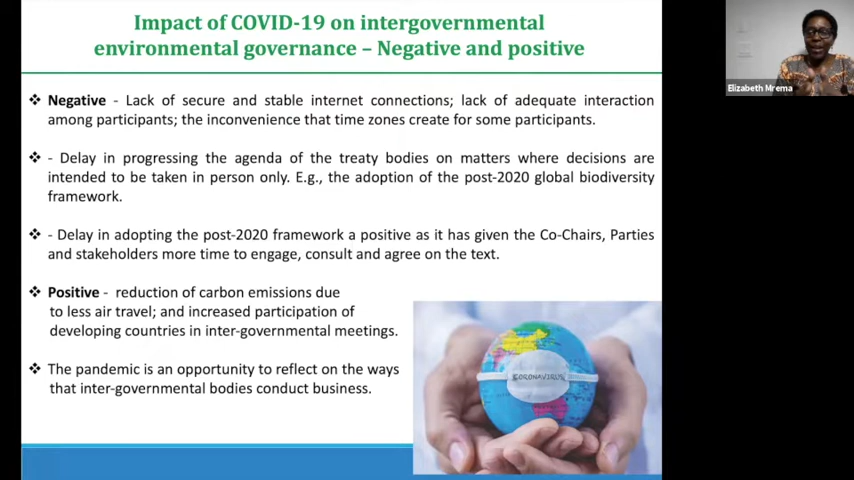 Impact of COVID-19 on intergovernmental
environmental governance – Negative and positive
Elizabeth Mrema
❖ Negative - Lack of secure and stable internet connections; lack of adequate interaction
among participants; the inconvenience that time zones create for some participants.
❖ - Delay in progressing the agenda of the treaty bodies on matters where decisions are
intended to be taken in person only. E.g., the adoption of the post-2020 global biodiversity
framework.
❖ - Delay in adopting the post-2020 framework a positive as it has given the Co-Chairs, Parties
and stakeholders more time to engage, consult and agree on the text.
❖ Positive - reduction of carbon emissions due
to less air travel; and increased participation of
developing countries in inter-governmental meetings.
❖ The pandemic is an opportunity to reflect on the ways
that inter-governmental bodies conduct business.
CORONAVIRUS